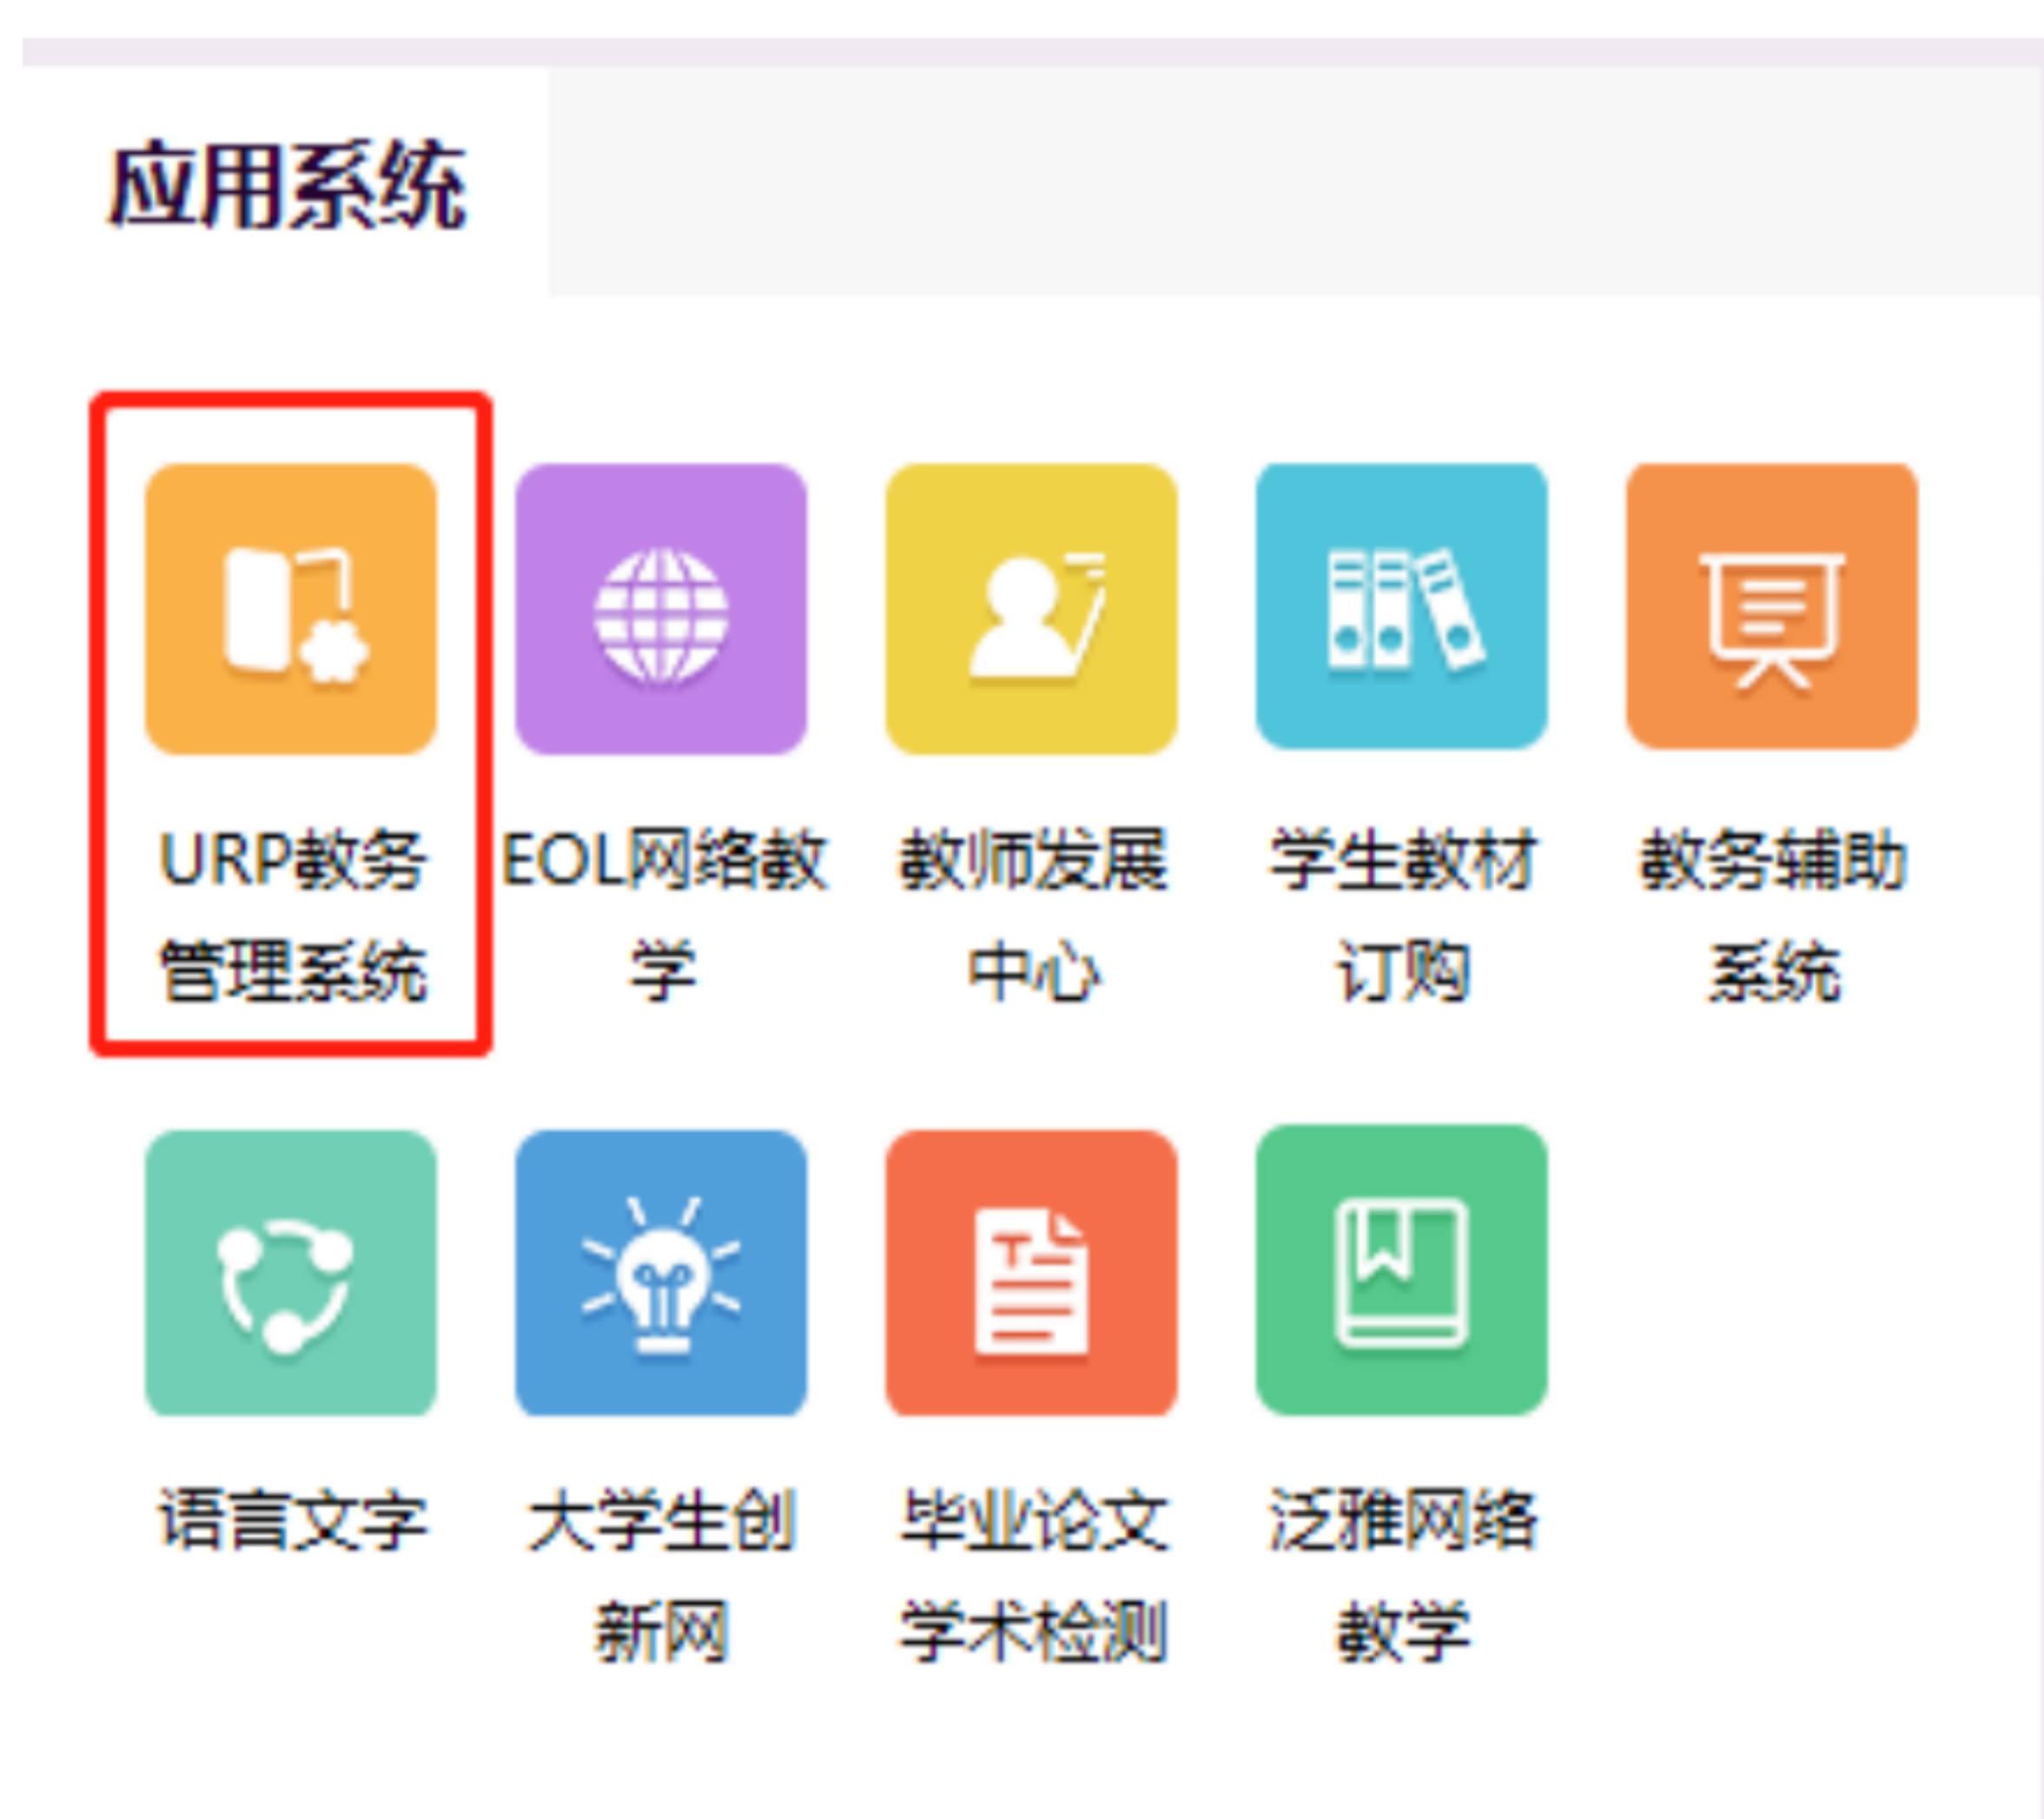 应用系统
URP教务
管理系统
EOL网络教
学
教师发展
中心
学生教材
订购
教务辅助
系统
语言文字
大学生创
新网
毕业论文
学术检测
泛雅网络
教学